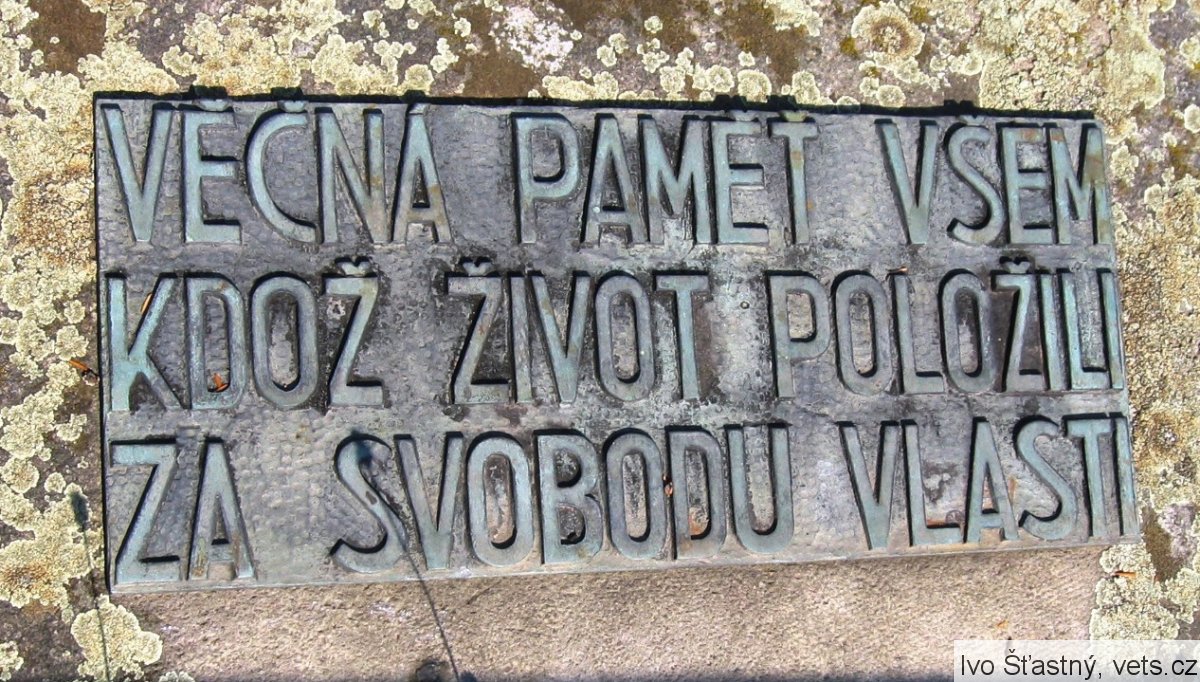 VĚČNÁ PAMĚŤ VŠEM
KDOŽ ŽIVOT POLOŽILI
ZA SVOBODU VLASTI
Ivo Šťastný, vets.cz